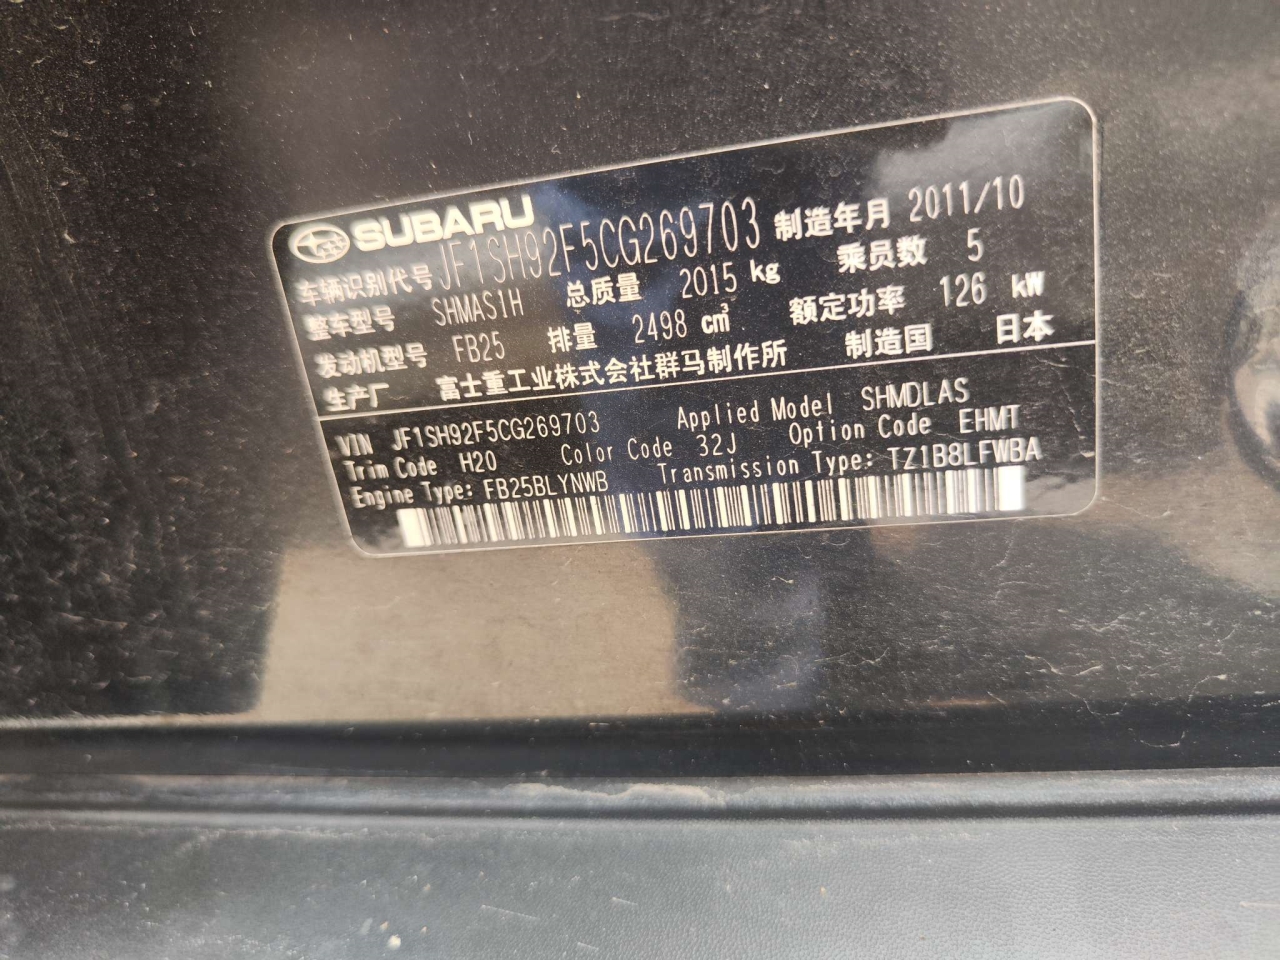 SUBARU
车辆识别代号 JF1SH92F5CG269703 制造年月 2011/10
整车型号 SHMAS1H 总质量 2015 kg 乘员数 5
发动机型号 FB25 排量 2498 cm³ 额定功率 126 kW
生产厂 富士重工业株式会社群马制作所 制造国 日本
VIN JF1SH92F5CG269703 Applied Model SHMDLAS
Trim Code H20 Color Code 32J Option Code EHMT
Engine Type: FB25BLYNWB Transmission Type: TZ1B8LFWBA